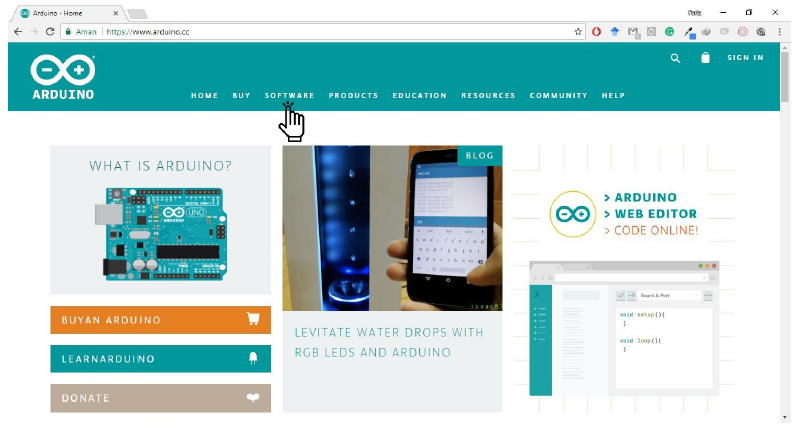 Arduino - Home
Aman
https://www.arduino.cc
SIGN IN
ARDUINO
HOME BUY SOFTWARE PRODUCTS EDUCATION RESOURCES COMMUNITY HELP
WHAT IS ARDUINO?
UNO
BUYAN ARDUINO
LEARNARDUINO
DONATE
BLOG
LEVITATE WATER DROPS WITH
RGB LEDS AND ARDUINO
> ARDUINO
> WEB EDITOR
> CODE ONLINE!
Board & Port
void setup(){
}
void loop(){
}